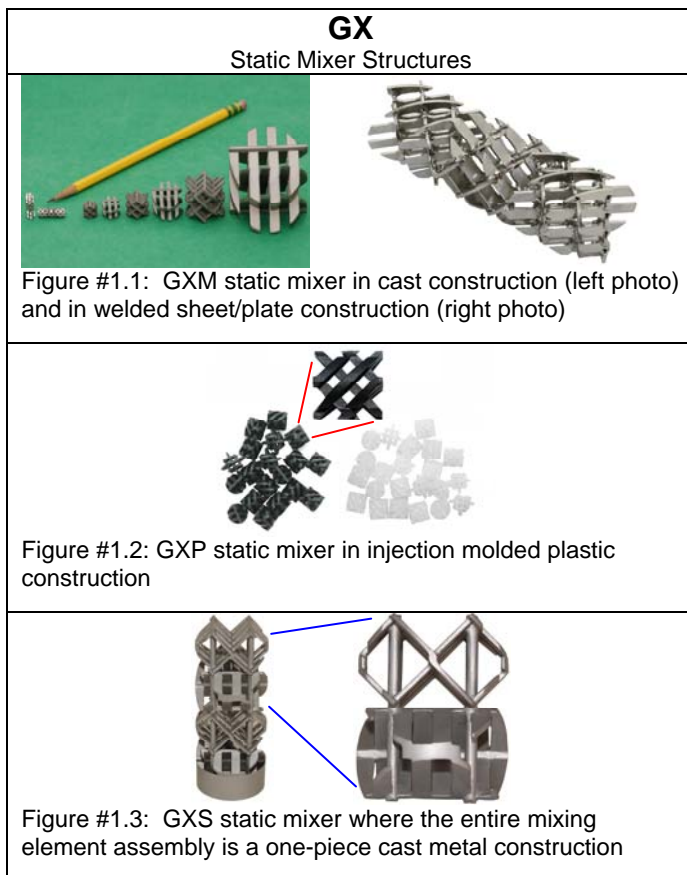 GX
Static Mixer Structures
Figure #1.1:  GXM static mixer in cast construction (left photo)
and in welded sheet/plate construction (right photo)
Figure #1.2: GXP static mixer in injection molded plastic
construction
Figure #1.3:  GXS static mixer where the entire mixing
element assembly is a one-piece cast metal construction